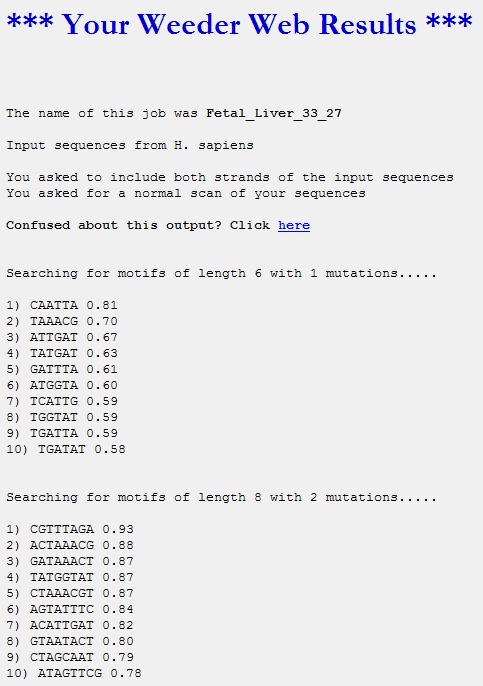 *** Your Weeder Web Results ***
The name of this job was Fetal_Liver_33_27
Input sequences from H. sapiens
You asked to include both strands of the input sequences
You asked for a normal scan of your sequences
Confused about this output? Click here
Searching for motifs of length 6 with 1 mutations.....
1) CAATTA 0.81
2) TAAACG 0.70
3) ATTGAT 0.67
4) TATGAT 0.63
5) GATTTA 0.61
6) ATGGTA 0.60
7) TCATTG 0.59
8) TGGTAT 0.59
9) TGATTA 0.59
10) TGATAT 0.58
Searching for motifs of length 8 with 2 mutations.....
1) CGTTTAGA 0.93
2) ACTAAACG 0.88
3) GATAAACT 0.87
4) TATGGTAT 0.87
5) CTAAACGT 0.87
6) AGTATTTC 0.84
7) ACATTGAT 0.82
8) GTAATACT 0.80
9) CTAGCAAT 0.79
10) ATAGTTCG 0.78